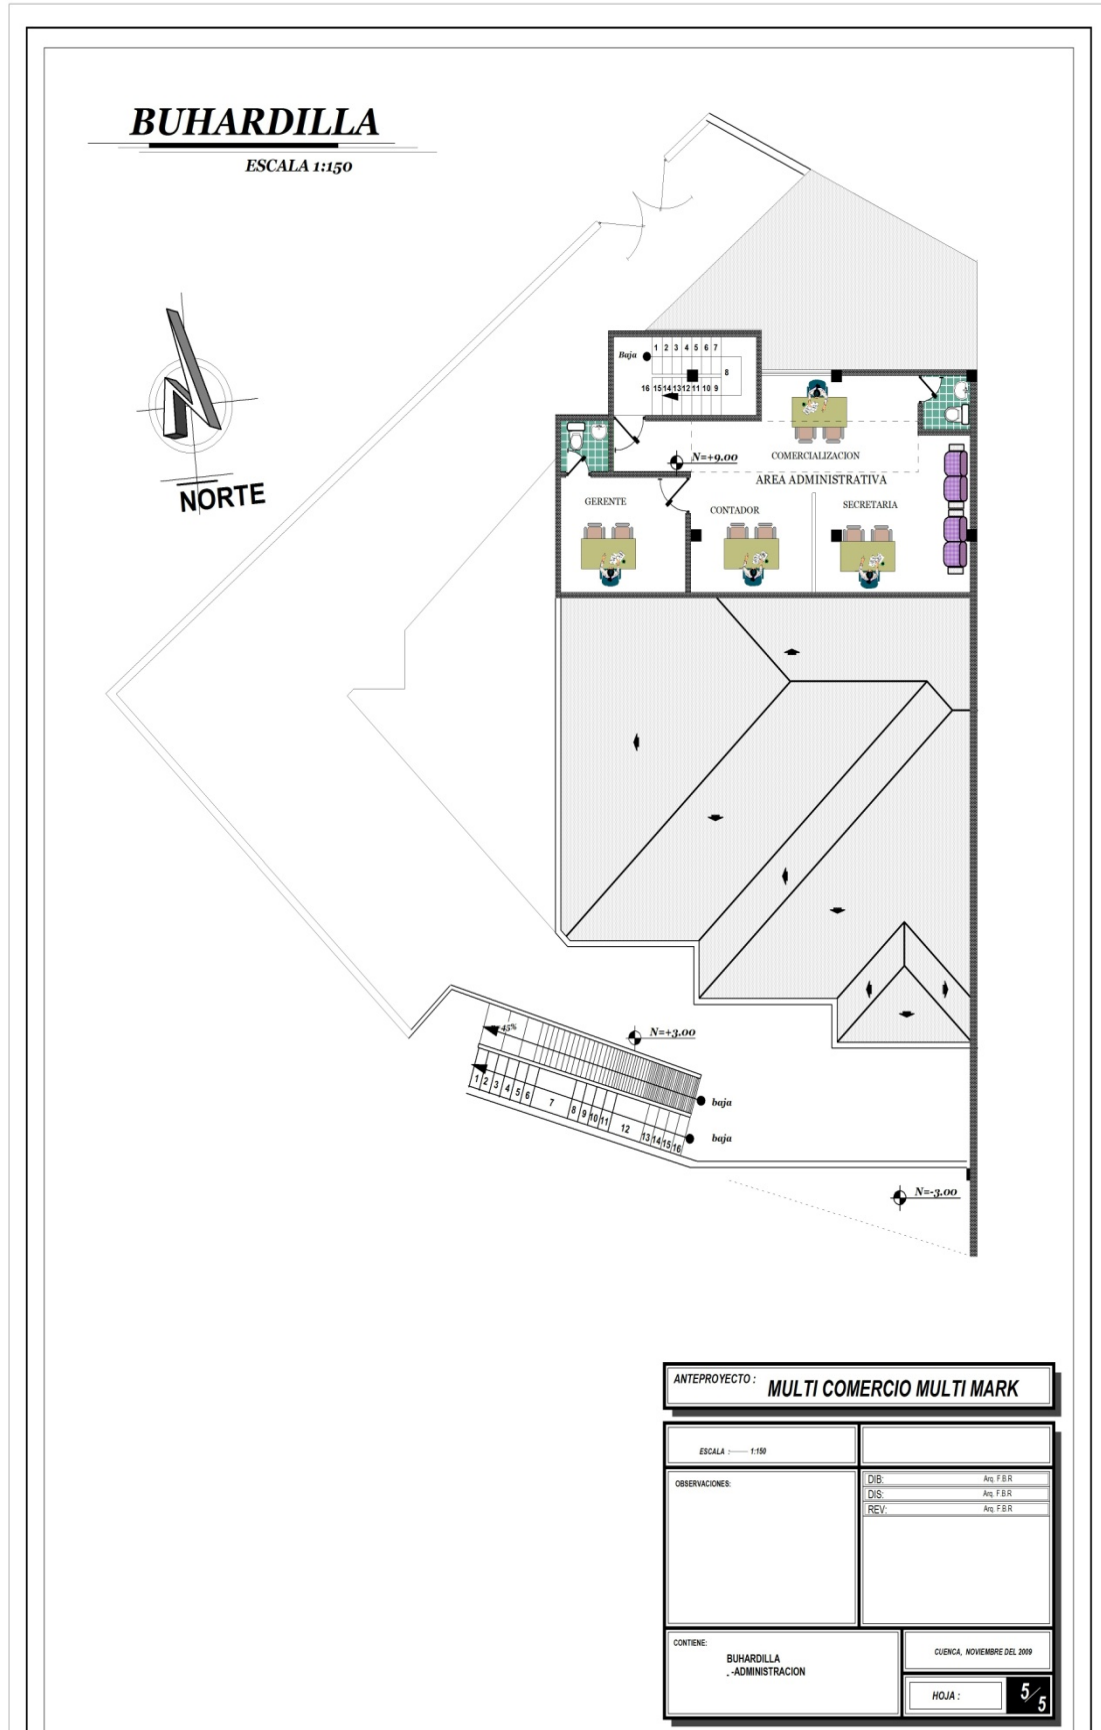 BUHARDILLA
ESCALA 1:150
NORTE
Baja
1 2 3 4 5 6 7
8
16 15 14 13 12 11 10 9
N=+9.00
COMERCIALIZACION
AREA ADMINISTRATIVA
GERENTE
CONTADOR
SECRETARIA
45%
N=+3.00
baja
1 2 3 4 5 6 7 8 9 10 11 12 13 14 15 16
baja
N=-3.00
ANTEPROYECTO : MULTI COMERCIO MULTI MARK
ESCALA : 1:150
OBSERVACIONES:
DIB: Arq. F.B.R
DIS: Arq. F.B.R
REV: Arq. F.B.R
CONTIENE:
BUHARDILLA
-ADMINISTRACION
CUENCA, NOVIEMBRE DEL 2009
HOJA : 5/5